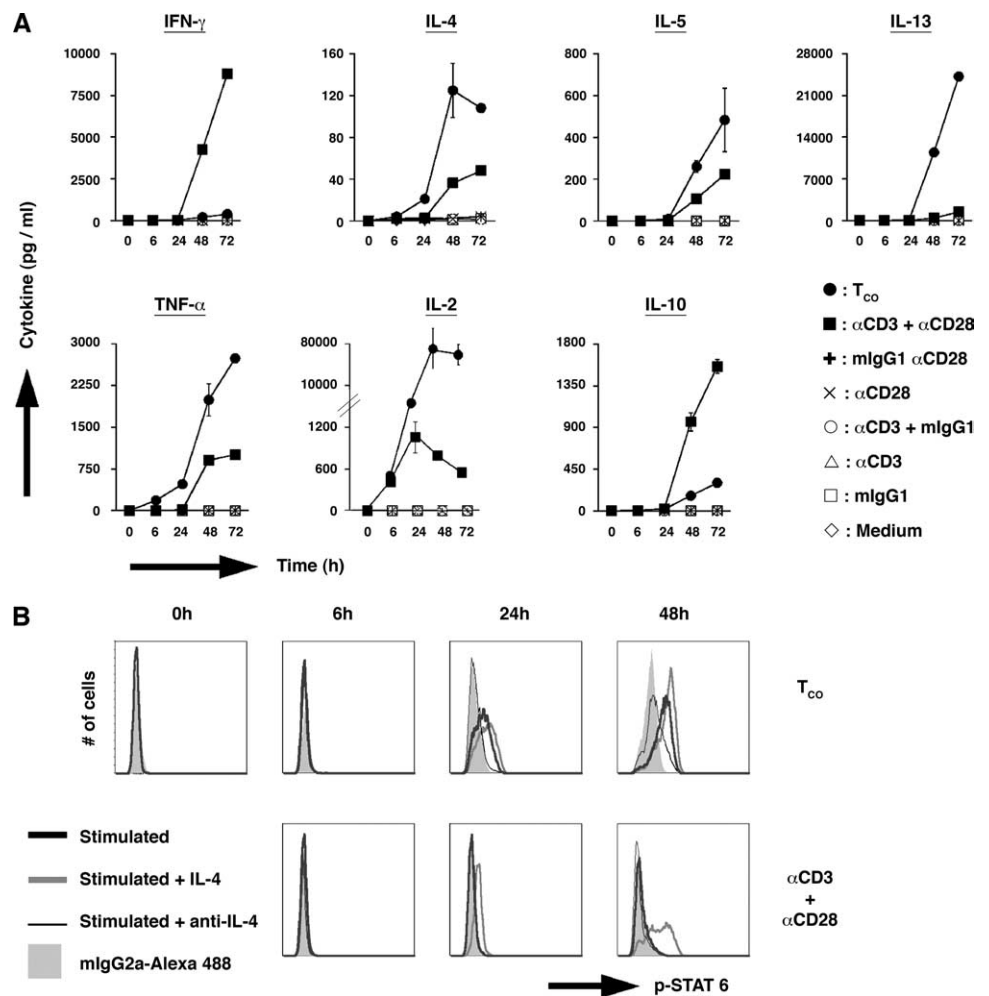 A
IFN-γ
IL-4
IL-5
IL-13
10000
7500
5000
2500
0
0 6 24 48 72
160
120
80
40
0
0 6 24 48 72
800
600
400
200
0
0 6 24 48 72
28000
21000
14000
7000
0
0 6 24 48 72
Cytokine (pg / ml)
TNF-α
IL-2
IL-10
3000
2250
1500
750
0
0 6 24 48 72
80000
10000
1200
600
0
0 6 24 48 72
1800
1350
900
450
0
0 6 24 48 72
: TCO
: αCD3 + αCD28
: mIgG1 αCD28
: αCD28
: αCD3 + mIgG1
: αCD3
: mIgG1
: Medium
Time (h)
B
0h
6h
24h
48h
# of cells
TCO
Stimulated
Stimulated + IL-4
Stimulated + anti-IL-4
mIgG2a-Alexa 488
αCD3
+
αCD28
p-STAT 6